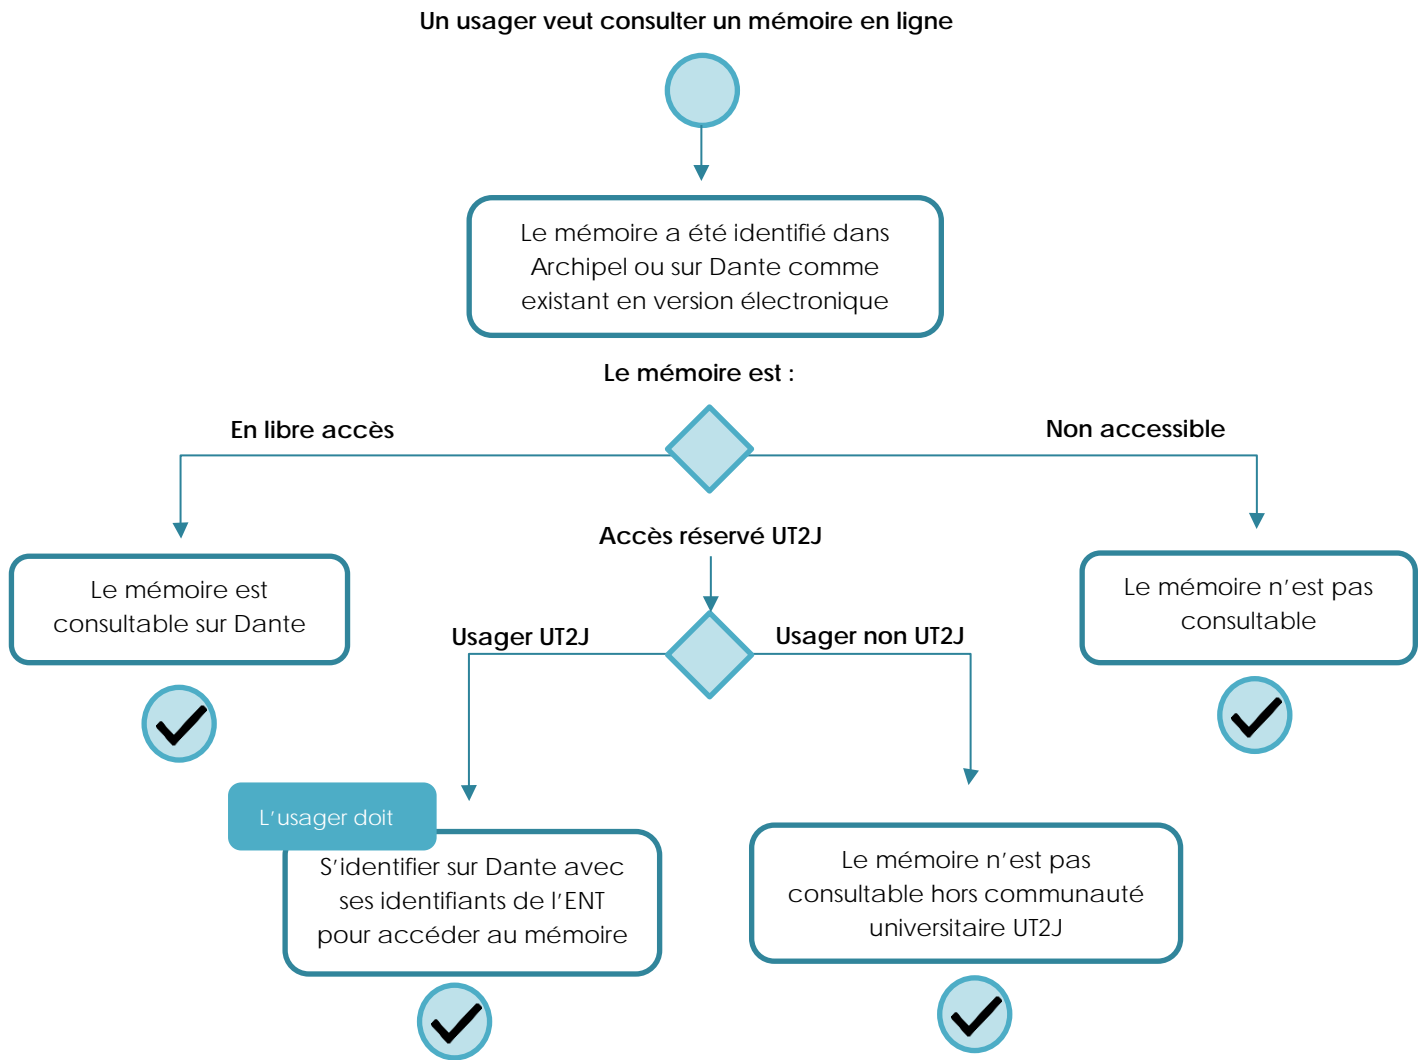 Un usager veut consulter un mémoire en ligne
Le mémoire a été identifié dans
Archipel ou sur Dante comme
existant en version électronique
Le mémoire est :
En libre accès
Non accessible
Accès réservé UT2J
Le mémoire est
consultable sur Dante
Le mémoire n’est pas
consultable
Usager UT2J
Usager non UT2J
L’usager doit
S’identifier sur Dante avec
ses identifiants de l’ENT
pour accéder au mémoire
Le mémoire n’est pas
consultable hors communauté
universitaire UT2J